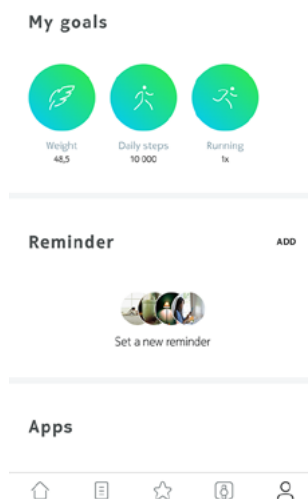 My goals
Weight
48,5
Daily steps
10 000
Running
1x
Reminder
ADD
Set a new reminder
Apps